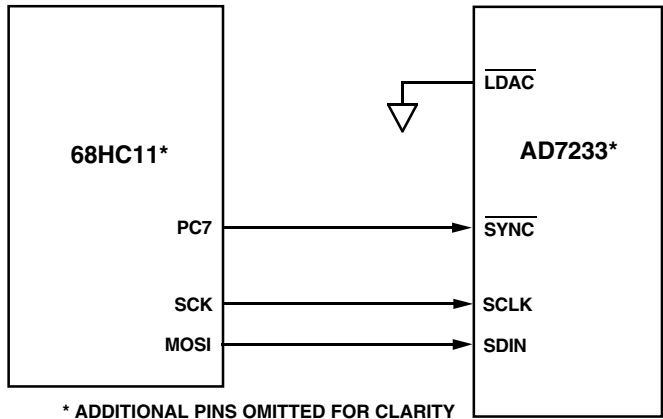 LDAC
68HC11*
AD7233*
PC7
SYNC
SCK
SCLK
MOSI
SDIN
* ADDITIONAL PINS OMITTED FOR CLARITY